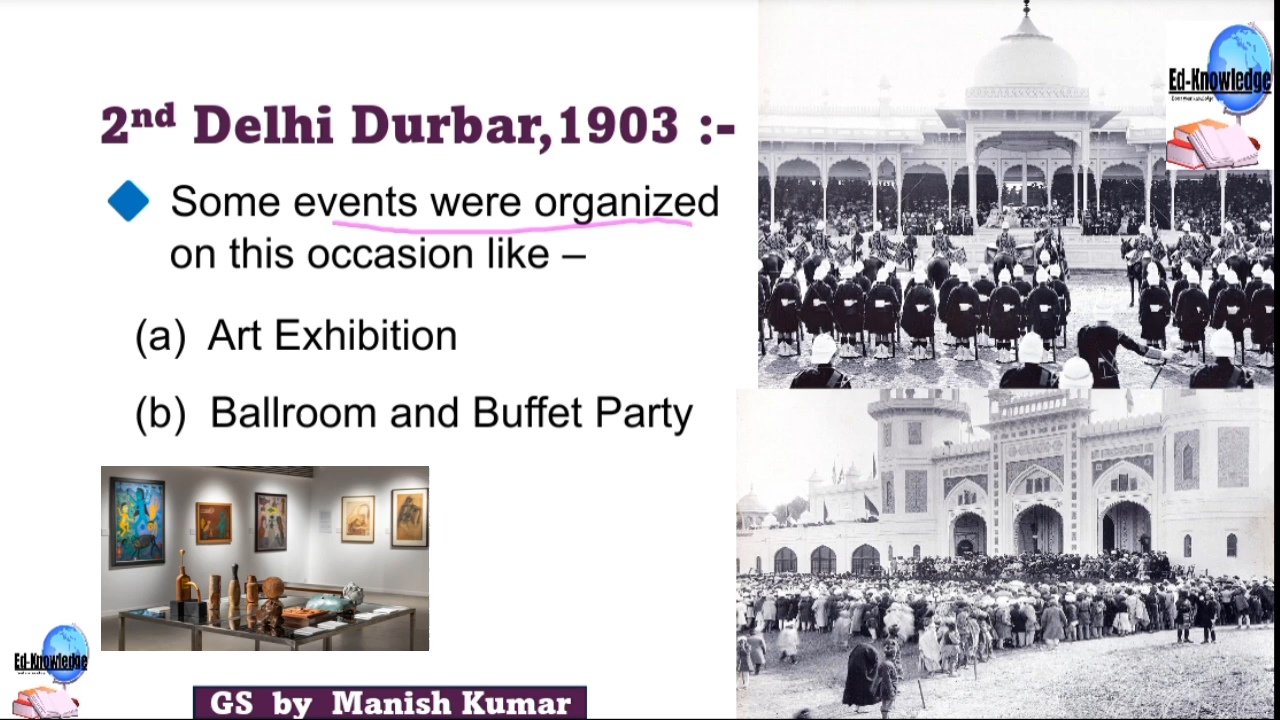 2nd Delhi Durbar,1903 :-
Some events were organized
on this occasion like –
(a) Art Exhibition
(b) Ballroom and Buffet Party
Ed-Knowledge
Ed-Knowledge
GS by Manish Kumar